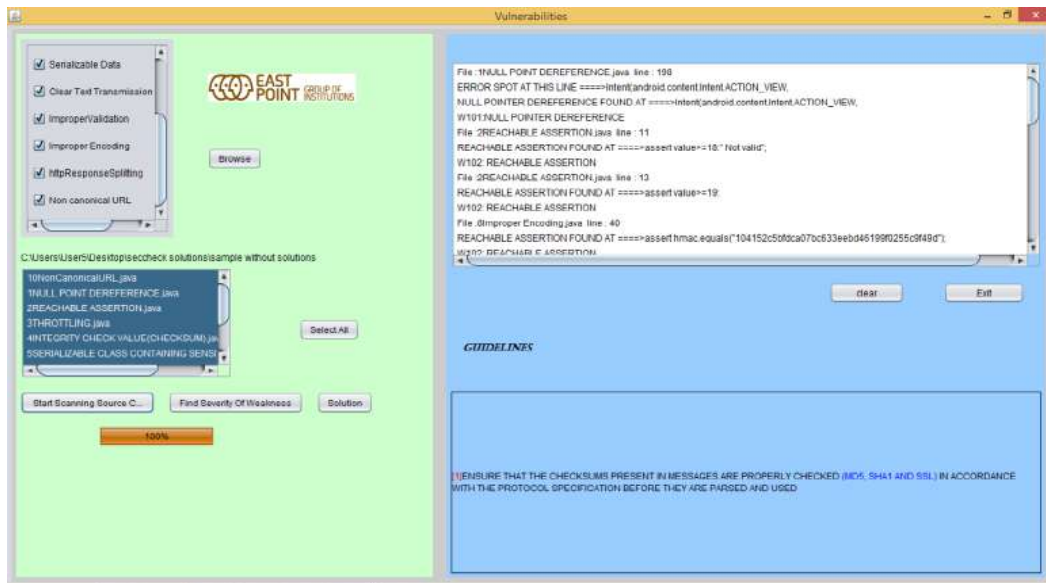 Vulnerabilities
Serializable Data
Clear Text Transmission
ImproperValidation
Improper Encoding
httpResponseSplitting
Non canonical URL
EAST
POINT GROUP OF
INSTITUTIONS
Browse
C:\Users\User5\Desktop\seccheck solutions\sample without solutions
10NonCanonicalURL.java
1NULL POINT DEREFERENCE.java
2REACHABLE ASSERTION.java
3THROTTLING.java
4INTEGRITY CHECK VALUE(CHECKSUM).jav
5SERIALIZABLE CLASS CONTAINING SENSI
Select All
Start Scanning Source C...
Find Severity Of Weakness
Solution
100%
File :1NULL POINT DEREFERENCE.java line : 198
ERROR SPOT AT THIS LINE ====>Intent(android.content.Intent.ACTION_VIEW,
NULL POINTER DEREFERENCE FOUND AT ====>Intent(android.content.Intent.ACTION_VIEW,
W101:NULL POINTER DEREFERENCE
File :2REACHABLE ASSERTION.java line : 11
REACHABLE ASSERTION FOUND AT ====>assert value>=18:" Not valid";
W102: REACHABLE ASSERTION
File :2REACHABLE ASSERTION.java line : 13
REACHABLE ASSERTION FOUND AT ====>assert value>=19;
W102: REACHABLE ASSERTION
File :6Improper Encoding.java line : 40
REACHABLE ASSERTION FOUND AT ====>assert
W102: REACHABLE ASSERTION
clear
Exit
GUIDELINES
[1]ENSURE THAT THE CHECKSUMS PRESENT IN MESSAGES ARE PROPERLY CHECKED (MD5, SHA1 AND SSL) IN ACCORDANCE
WITH THE PROTOCOL SPECIFICATION BEFORE THEY ARE PARSED AND USED